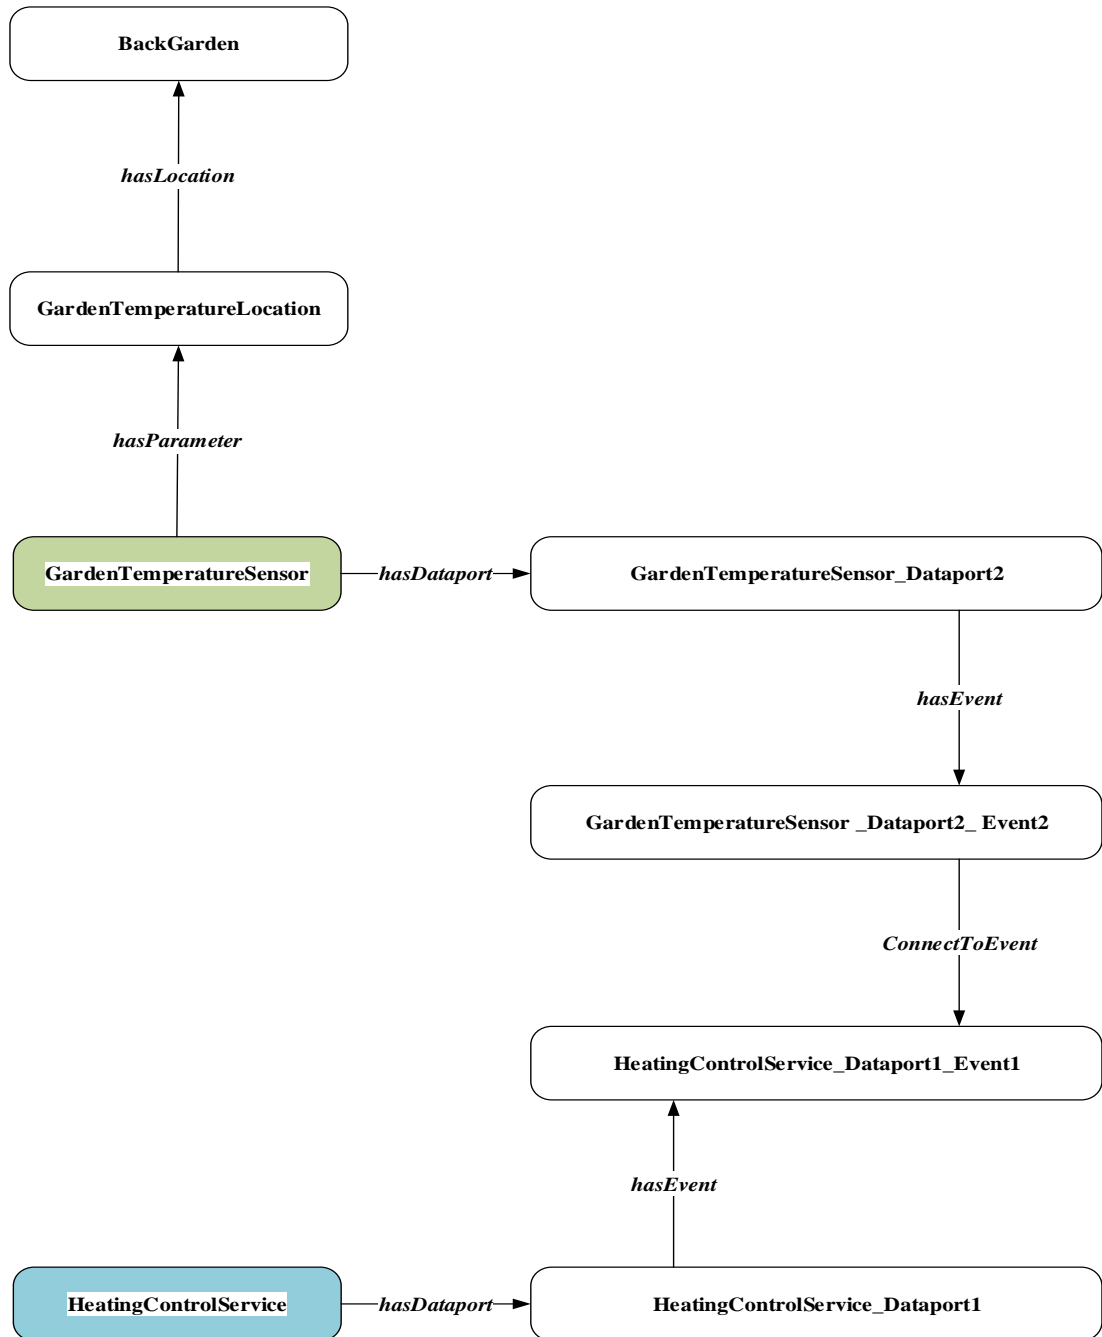 BackGarden
hasLocation
GardenTemperatureLocation
hasParameter
GardenTemperatureSensor
hasDataport
GardenTemperatureSensor_Dataport2
hasEvent
GardenTemperatureSensor _Dataport2_ Event2
ConnectToEvent
HeatingControlService_Dataport1_Event1
hasEvent
HeatingControlService
hasDataport
HeatingControlService_Dataport1